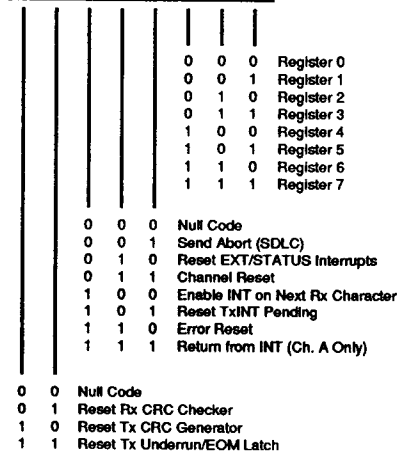 0 0 0 Register 0
0 0 1 Register 1
0 1 0 Register 2
0 1 1 Register 3
1 0 0 Register 4
1 0 1 Register 5
1 1 0 Register 6
1 1 1 Register 7
0 0 0 Null Code
0 0 1 Send Abort (SDLC)
0 1 0 Reset EXT/STATUS Interrupts
0 1 1 Channel Reset
1 0 0 Enable INT on Next Rx Character
1 0 1 Reset TxINT Pending
1 1 0 Error Reset
1 1 1 Return from INT (Ch. A Only)
0 0 Null Code
0 1 Reset Rx CRC Checker
1 0 Reset Tx CRC Generator
1 1 Reset Tx Underrun/EOM Latch